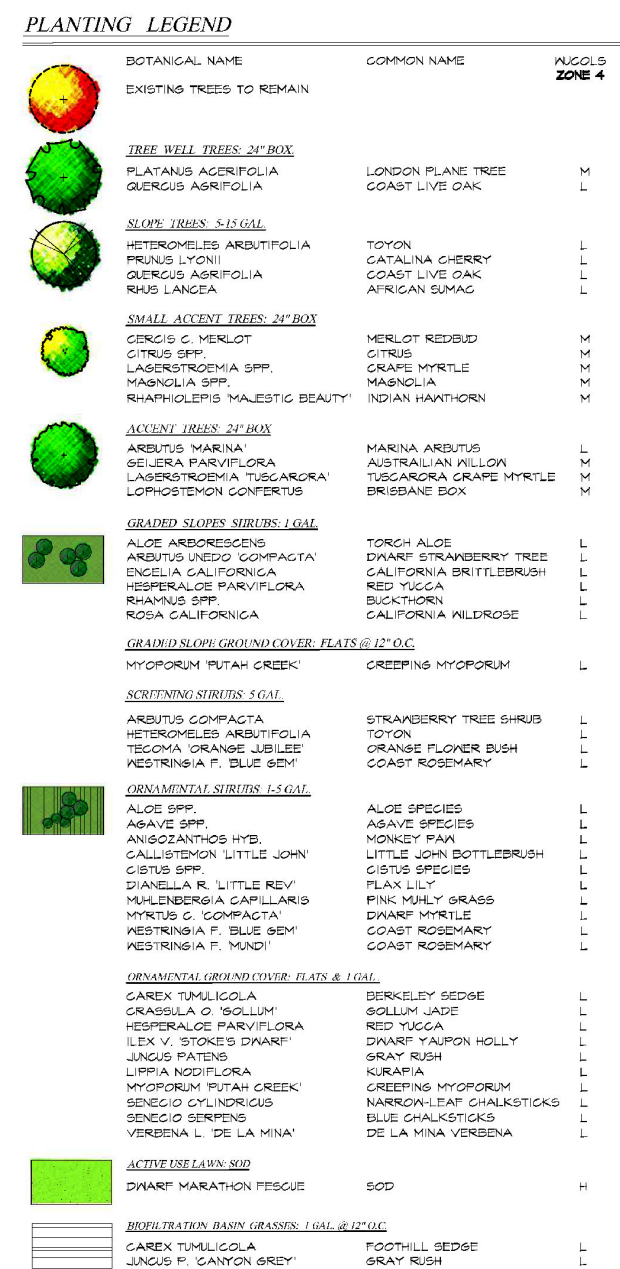 PLANTING LEGEND
BOTANICAL NAME COMMON NAME WUCOLS
ZONE 4
EXISTING TREES TO REMAIN
TREE WELL TREES: 24" BOX.
PLATANUS ACERIFOLIA LONDON PLANE TREE M
QUERCUS AGRIFOLIA COAST LIVE OAK L
SLOPE TREES: 5-15 GAL.
HETEROMELES ARBUTIFOLIA TOYON L
PRUNUS LYONII CATALINA CHERRY L
QUERCUS AGRIFOLIA COAST LIVE OAK L
RHUS LANCEA AFRICAN SUMAC L
SMALL ACCENT TREES: 24" BOX
CERCIS C. MERLOT MERLOT REDBUD M
CITRUS SPP. CITRUS M
LAGERSTROEMIA SPP. CRAPE MYRTLE M
MAGNOLIA SPP. MAGNOLIA M
RHAPHIOLEPIS 'MAJESTIC BEAUTY' INDIAN HAWTHORN M
ACCENT TREES: 24" BOX
ARBUTUS 'MARINA' MARINA ARBUTUS L
GEIJERA PARVIFLORA AUSTRAILIAN WILLOW M
LAGERSTROEMIA 'TUSCARORA' TUSCARORA CRAPE MYRTLE M
LOPHOSTEMON CONFERTUS BRISBANE BOX M
GRADED SLOPES SHRUBS: 1 GAL.
ALOE ARBORESCENS TORCH ALOE L
ARBUTUS UNEDO 'COMPACTA' DWARF STRAWBERRY TREE L
ENCELIA CALIFORNICA CALIFORNIA BRITTLEBRUSH L
HESPERALOE PARVIFLORA RED YUCCA L
RHAMNUS SPP. BUCKTHORN L
ROSA CALIFORNICA CALIFORNIA WILDROSE L
GRADED SLOPE GROUND COVER: FLATS @ 12" O.C.
MYOPORUM 'PUTAH CREEK' CREEPING MYOPORUM L
SCREENING SHRUBS: 5 GAL.
ARBUTUS COMPACTA STRAWBERRY TREE SHRUB L
HETEROMELES ARBUTIFOLIA TOYON L
TECOMA 'ORANGE JUBILEE' ORANGE FLOWER BUSH L
WESTRINGIA F. 'BLUE GEM' COAST ROSEMARY L
ORNAMENTAL SHRUBS: 1-5 GAL.
ALOE SPP. ALOE SPECIES L
AGAVE SPP. AGAVE SPECIES L
ANIGOZANTHOS HYB. MONKEY PAW L
CALLISTEMON 'LITTLE JOHN' LITTLE JOHN BOTTLEBRUSH L
CISTUS SPP. CISTUS SPECIES L
DIANELLA R. 'LITTLE REV' FLAX LILY L
MUHLENBERGIA CAPILLARIS PINK MUHLY GRASS L
MYRTUS C. 'COMPACTA' DWARF MYRTLE L
WESTRINGIA F. 'BLUE GEM' COAST ROSEMARY L
WESTRINGIA F. 'MUNDI' COAST ROSEMARY L
ORNAMENTAL GROUND COVER: FLATS & 1 GAL.
CAREX TUMULICOLA BERKELEY SEDGE L
CRASSULA O. 'GOLLUM' GOLLUM JADE L
HESPERALOE PARVIFLORA RED YUCCA L
ILEX V. 'STOKE'S DWARF' DWARF YAUPON HOLLY L
JUNCUS PATENS GRAY RUSH L
LIPPIA NODIFLORA KURAPIA L
MYOPORUM 'PUTAH CREEK' CREEPING MYOPORUM L
SENECIO CYLINDRICUS NARROW-LEAF CHALKSTICKS L
SENECIO SERPENS BLUE CHALKSTICKS L
VERBENA L. 'DE LA MINA' DE LA MINA VERBENA L
ACTIVE USE LAWN: SOD
DWARF MARATHON FESCUE SOD H
BIOFILTRATION BASIN GRASSES: 1 GAL. @ 12" O.C.
CAREX TUMULICOLA FOOTHILL SEDGE L
JUNCUS P. 'CANYON GREY' GRAY RUSH L